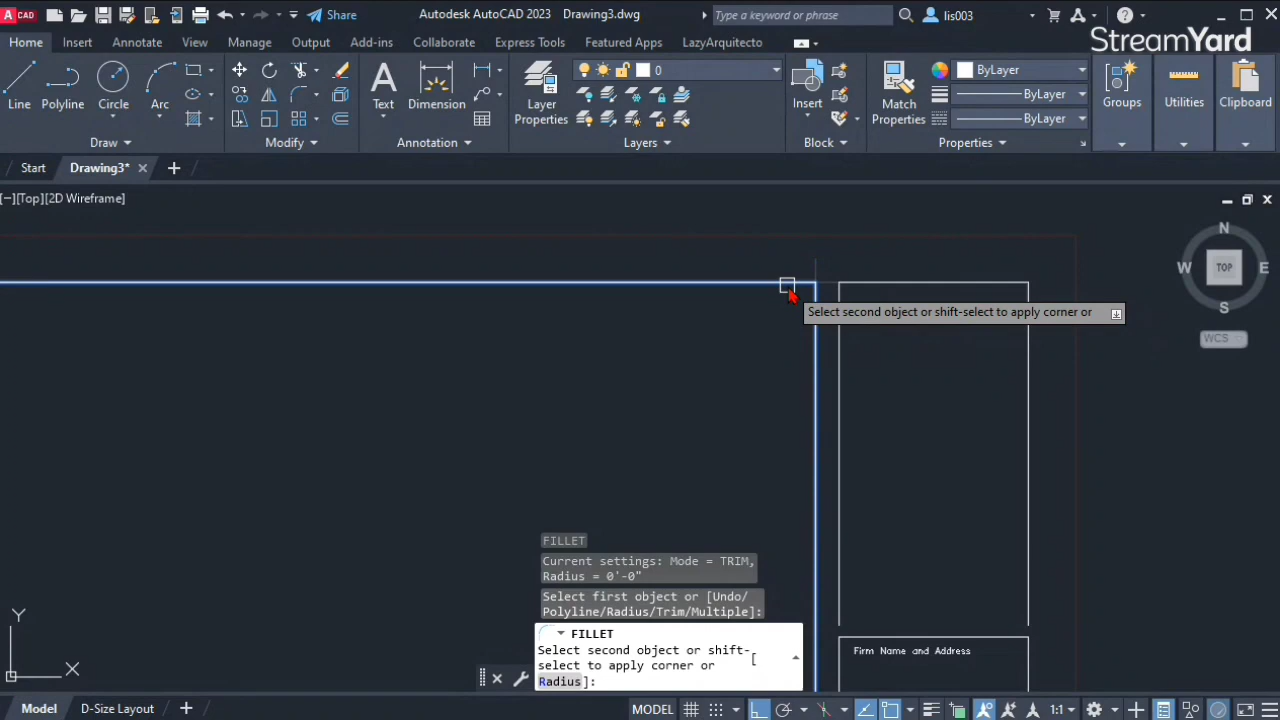 CAD
Share
Autodesk AutoCAD 2023 Drawing3.dwg
Type a keyword or phrase
lis003
StreamYard
Home Insert Annotate View Manage Output Add-ins Collaborate Express Tools Featured Apps LazyArquitecto
Line Polyline Circle Arc
Text Dimension
Layer
Properties
0
Insert
Match
Properties
ByLayer
ByLayer
ByLayer
Groups
Utilities
Clipboard
Draw Modify Annotation Layers Block Properties
Start Drawing3*
[−][Top][2D Wireframe]
N
W TOP E
S
WCS
Select second object or shift-select to apply corner or
FILLET
Current settings: Mode = TRIM,
Radius = 0'-0"
Select first object or [Undo/
Polyline/Radius/Trim/Multiple]:
FILLET
Select second object or shift-
select to apply corner or [
Radius]:
Firm Name and Address
Y
X
Model D-Size Layout
MODEL
1:1